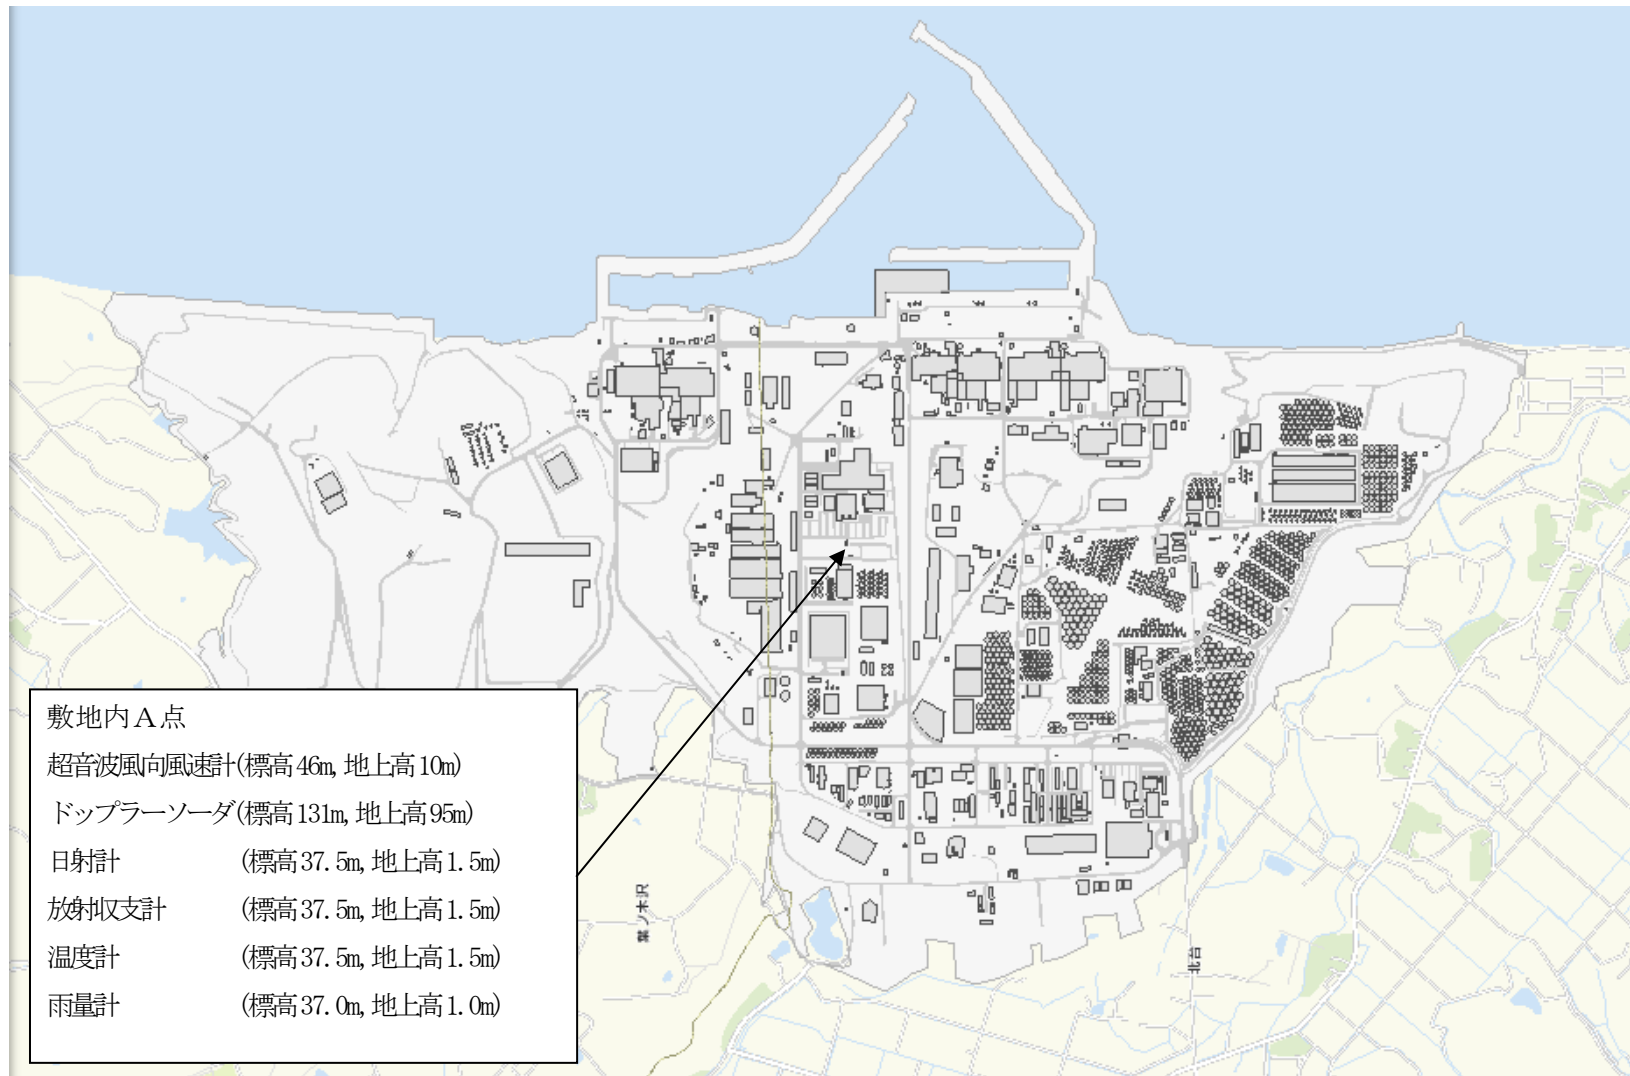 敷地内A点
超音波風向風速計(標高46m, 地上高10m)
ドップラーソーダ(標高131m, 地上高95m)
日射計 (標高37.5m, 地上高1.5m)
放射収支計 (標高37.5m, 地上高1.5m)
温度計 (標高37.5m, 地上高1.5m)
雨量計 (標高37.0m, 地上高1.0m)
北台